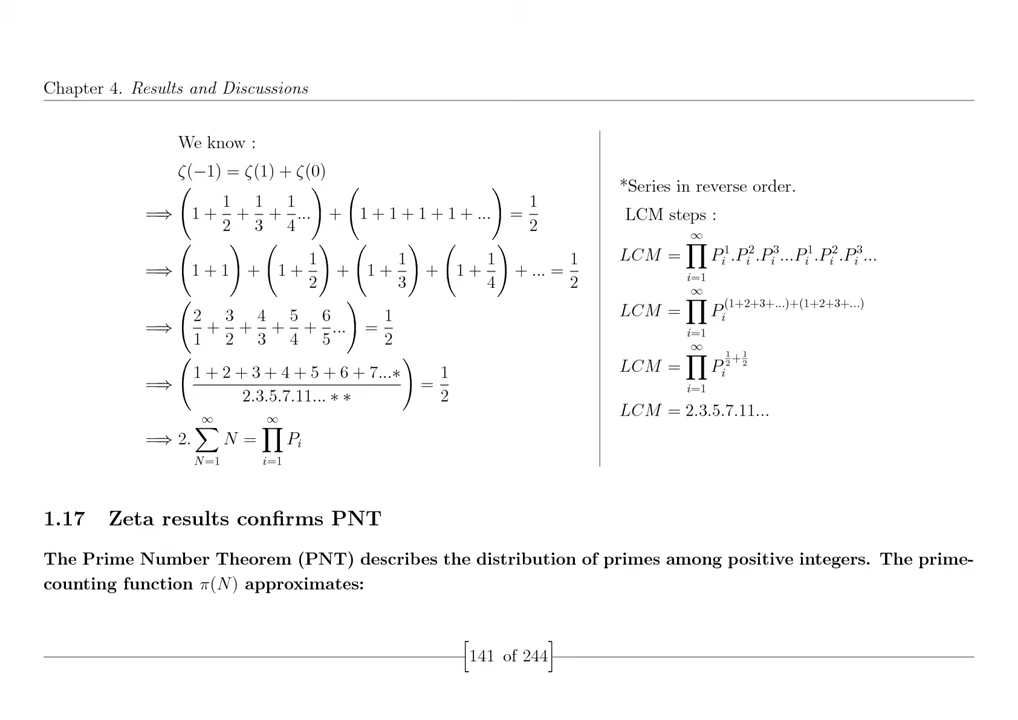 Chapter 4. Results and Discussions
We know :
ζ(−1) = ζ(1) + ζ(0)
⟹ (1 + 1/2 + 1/3 + 1/4...) + (1 + 1 + 1 + 1 + ...) = 1/2
⟹ (1 + 1) + (1 + 1/2) + (1 + 1/3) + (1 + 1/4) + ... = 1/2
⟹ (2/1 + 3/2 + 4/3 + 5/4 + 6/5...) = 1/2
⟹ (1 + 2 + 3 + 4 + 5 + 6 + 7...∗ / 2.3.5.7.11... ∗ ∗) = 1/2
⟹ 2. ∑_{N=1}^{∞} N = ∏_{i=1}^{∞} P_i
*Series in reverse order.
LCM steps :
LCM = ∏_{i=1}^{∞} P_i^1.P_i^2.P_i^3...P_i^1.P_i^2.P_i^3...
LCM = ∏_{i=1}^{∞} P_i^{(1+2+3+...)+(1+2+3+...)}
LCM = ∏_{i=1}^{∞} P_i^{1/2+1/2}
LCM = 2.3.5.7.11...
1.17 Zeta results confirms PNT
The Prime Number Theorem (PNT) describes the distribution of primes among positive integers. The prime-
counting function π(N) approximates:
141 of 244